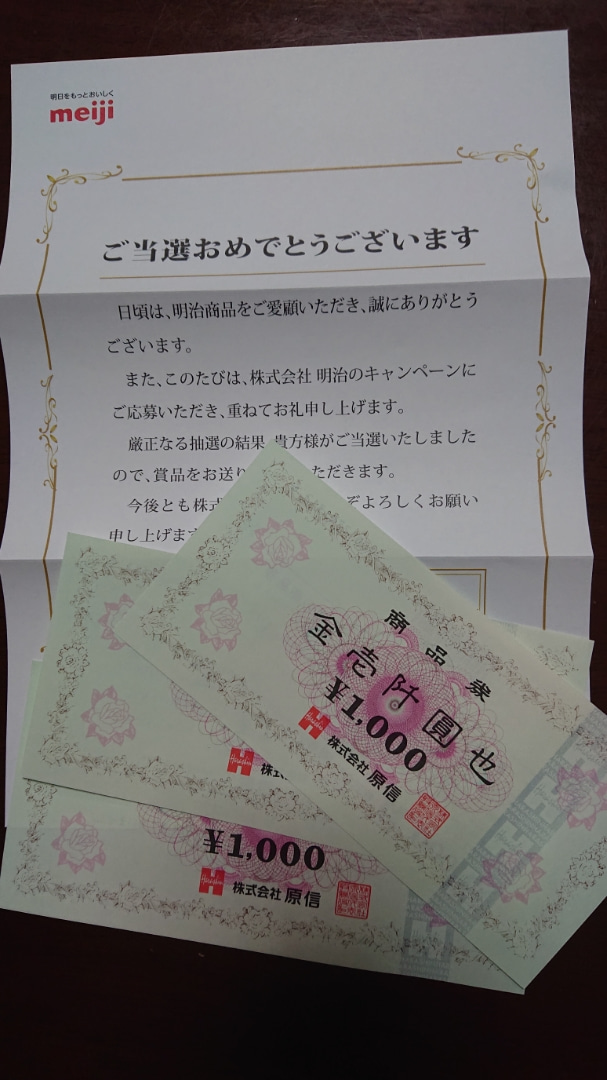 明日をもっとおいしく
meiji
ご当選おめでとうございます
日頃は、明治商品をご愛顧いただき、誠にありがとう
ございます。
また、このたびは、株式会社 明治のキャンペーンに
ご応募いただき、重ねてお礼申し上げます。
厳正なる抽選の結果 貴方様がご当選いたしました
ので、賞品をお送り ただきます。
今後とも株式 ぞよろしくお願い
申し上げます
商品券
金壱阡圓也
¥1,000
株式会社 原信
株
¥1,000
株式会社 原信